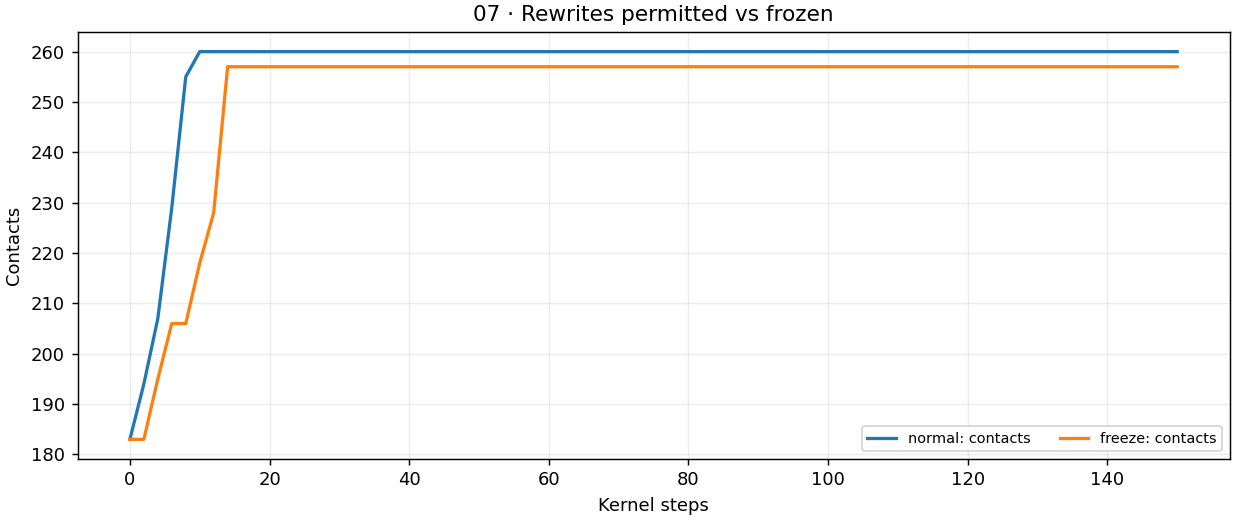 07 · Rewrites permitted vs frozen
260
250
240
230
220
210
200
190
180
Contacts
normal: contacts freeze: contacts
0 20 40 60 80 100 120 140
Kernel steps